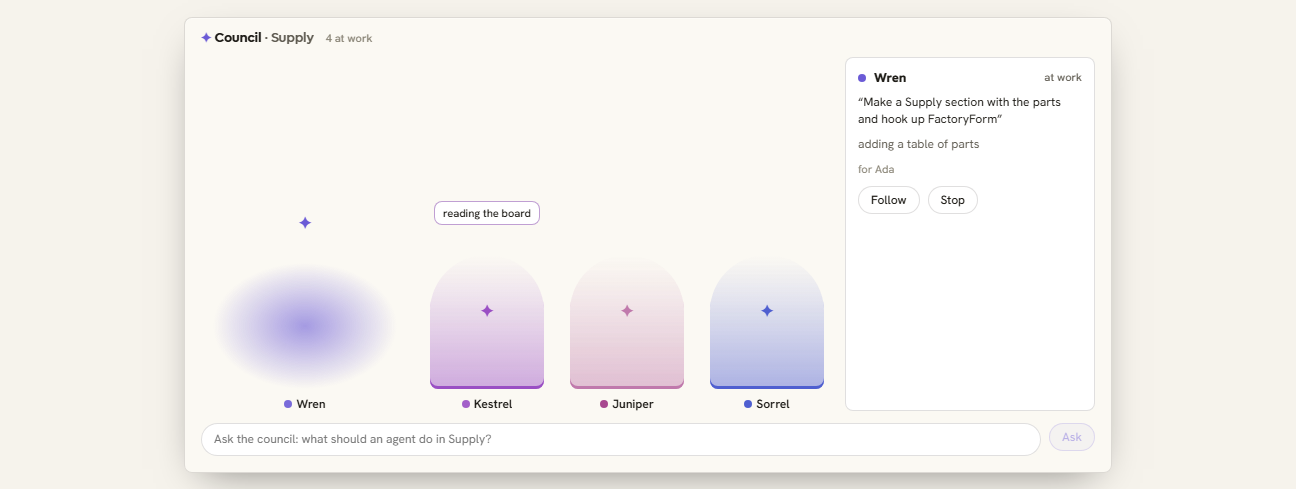 Council · Supply 4 at work
Wren at work
“Make a Supply section with the parts
and hook up FactoryForm”
adding a table of parts
for Ada
Follow Stop
reading the board
Wren Kestrel Juniper Sorrel
Ask the council: what should an agent do in Supply? Ask